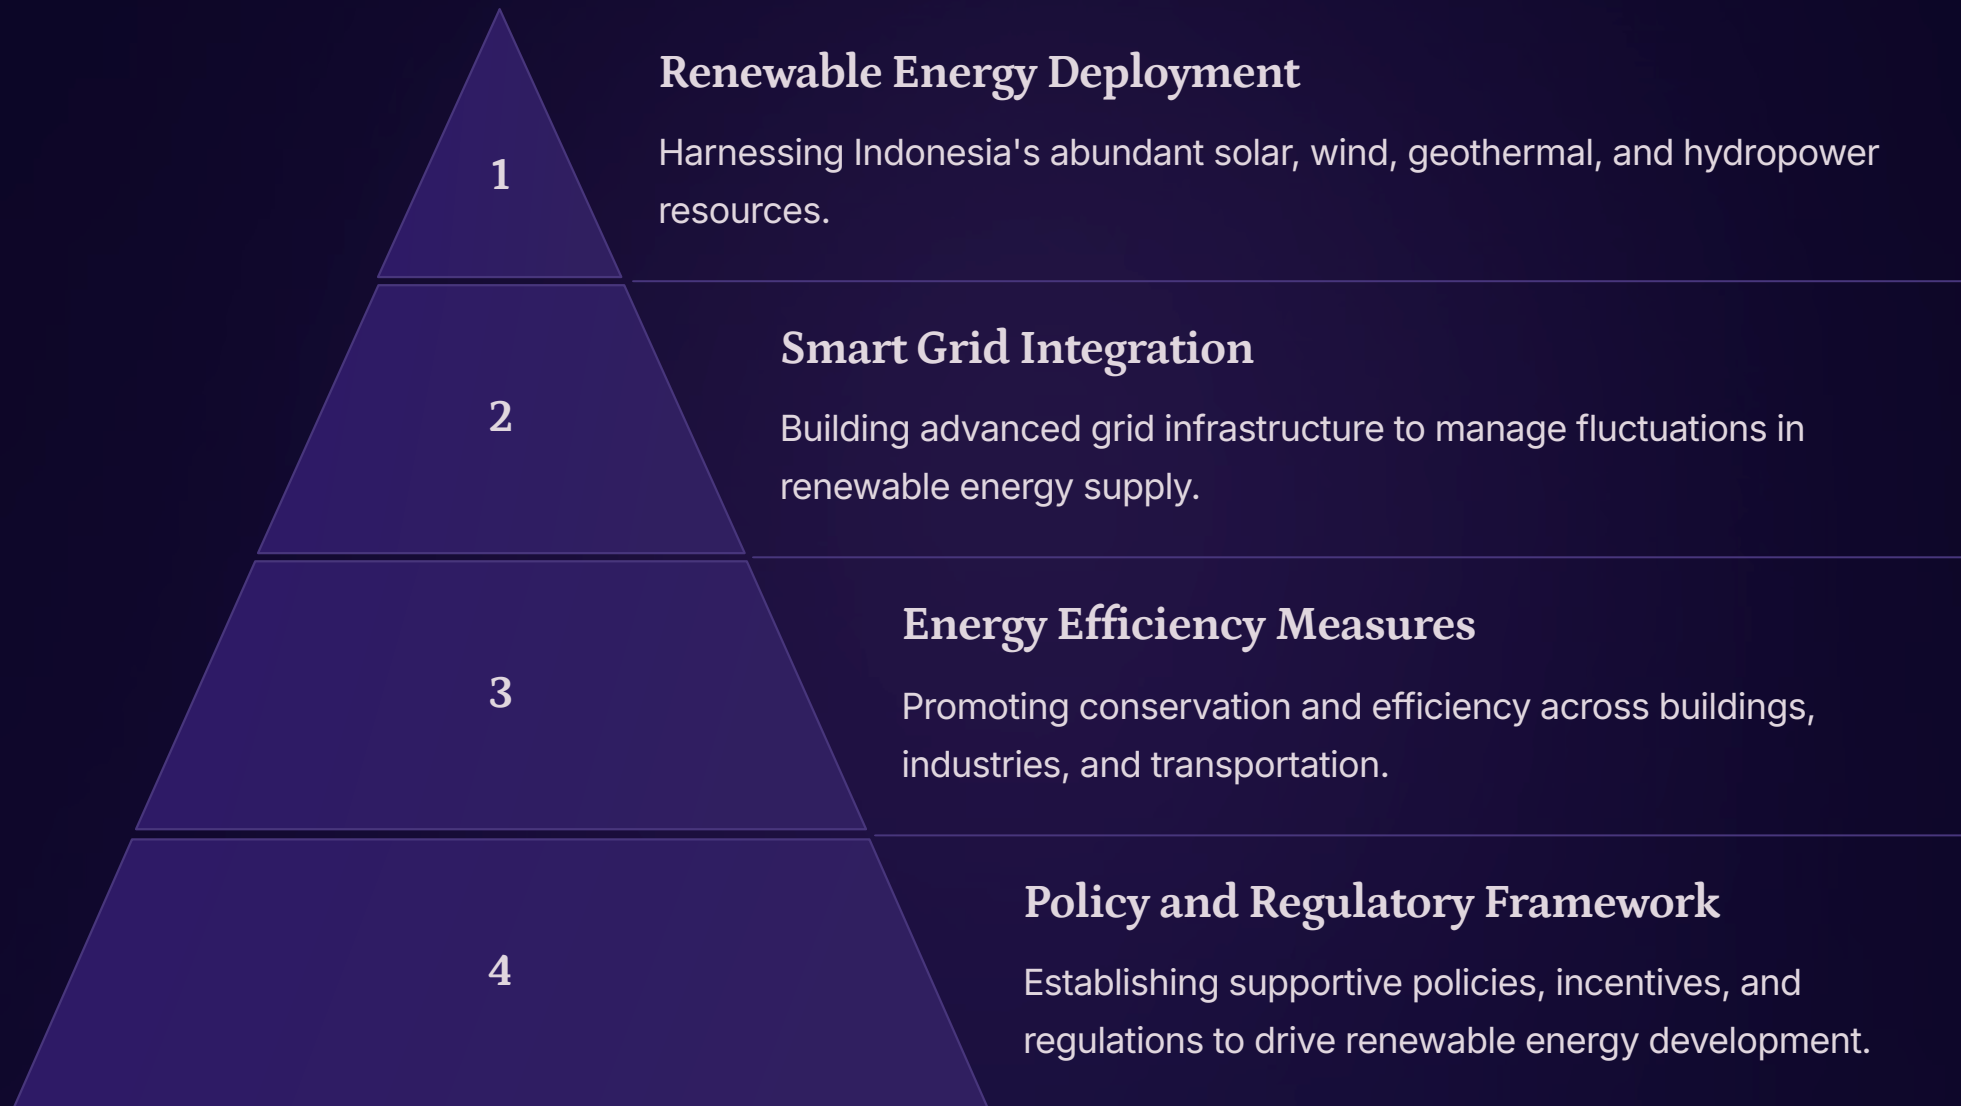 1
Renewable Energy Deployment
Harnessing Indonesia's abundant solar, wind, geothermal, and hydropower
resources.
2
Smart Grid Integration
Building advanced grid infrastructure to manage fluctuations in
renewable energy supply.
3
Energy Efficiency Measures
Promoting conservation and efficiency across buildings,
industries, and transportation.
4
Policy and Regulatory Framework
Establishing supportive policies, incentives, and
regulations to drive renewable energy development.